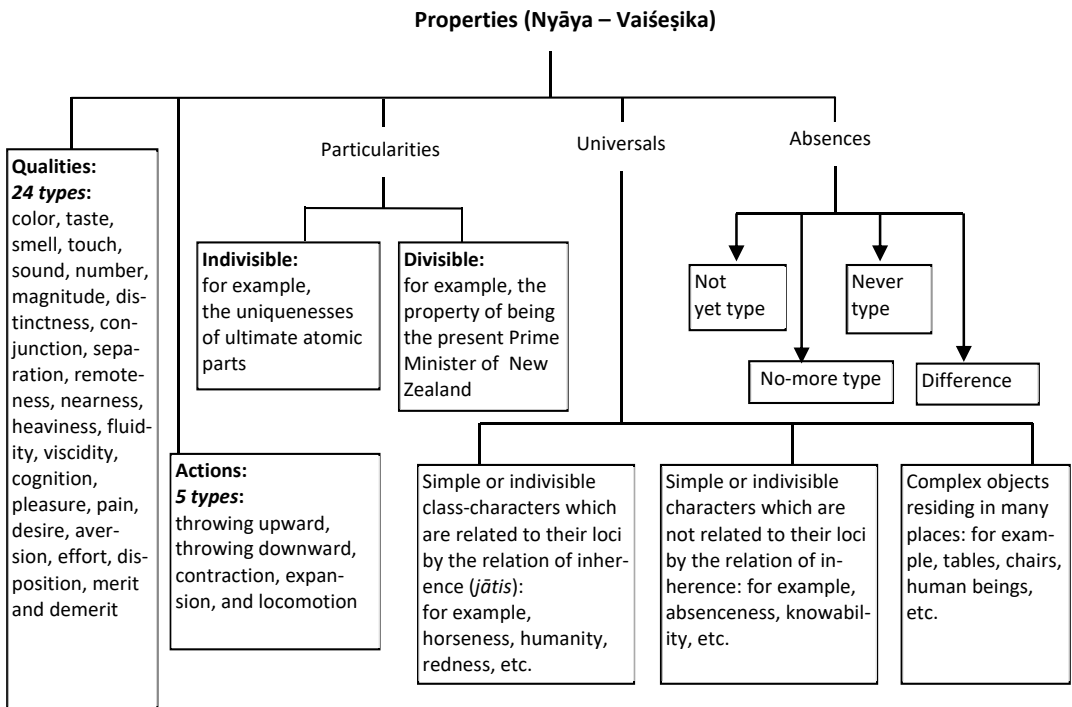 Properties (Nyāya – Vaiśeṣika)
Particularities
Universals
Absences
Qualities:
24 types:
color, taste,
smell, touch,
sound, number,
magnitude, dis-
tinctness, con-
junction, sepa-
ration, remote-
ness, nearness,
heaviness, fluid-
ity, viscidity,
cognition,
pleasure, pain,
desire, aver-
sion, effort, dis-
position, merit
and demerit
Actions:
5 types:
throwing upward,
throwing downward,
contraction, expan-
sion, and locomotion
Indivisible:
for example,
the uniquenesses
of ultimate atomic
parts
Divisible:
for example, the
property of being
the present Prime
Minister of New
Zealand
Simple or indivisible
class-characters which
are related to their loci
by the relation of inher-
ence (jātis):
for example,
horseness, humanity,
redness, etc.
Simple or indivisible
characters which are
not related to their loci
by the relation of in-
herence: for example,
absenceness, knowabil-
ity, etc.
Complex objects
residing in many
places: for exam-
ple, tables, chairs,
human beings,
etc.
Not
yet type
No-more type
Never
type
Difference